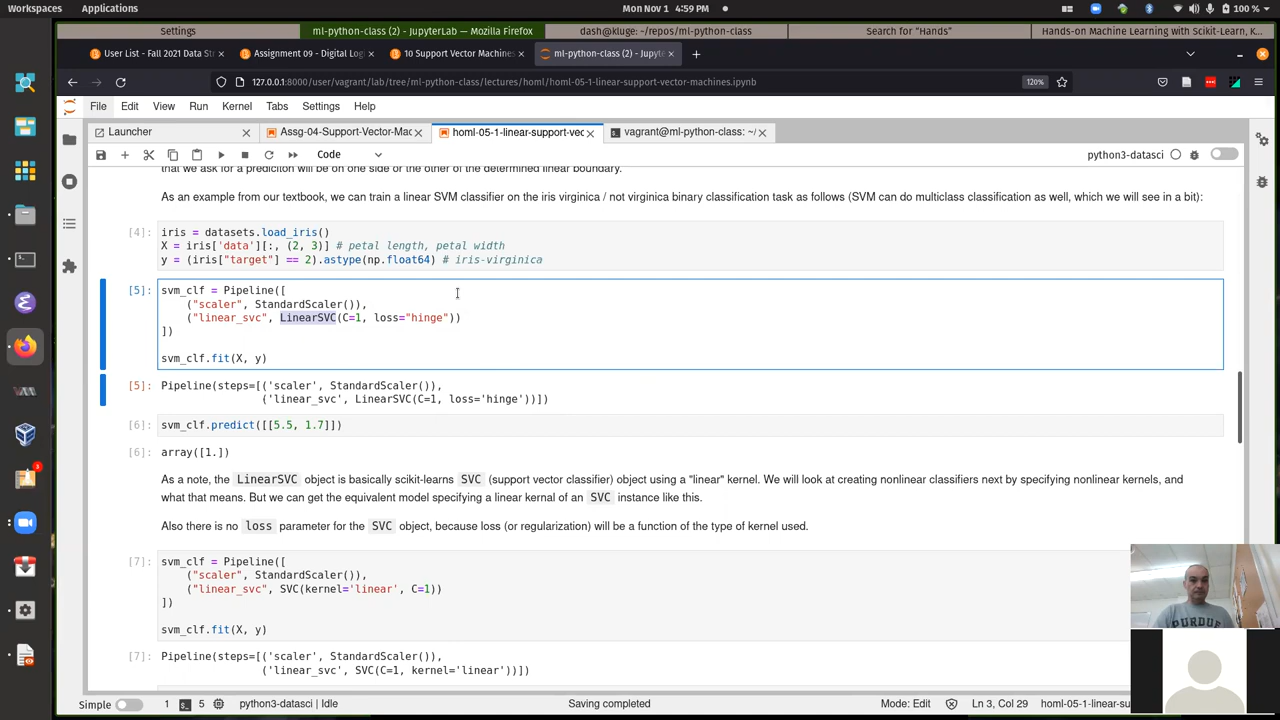 Workspaces
Applications
Mon Nov 1 4:59 PM
100 %
Settings
ml-python-class (2) - JupyterLab — Mozilla Firefox
dash@kluge: ~/repos/ml-python-class
Search for "Hands"
Hands-on Machine Learning with Scikit-Learn, K...
User List - Fall 2021 Data St
Assignment 09 - Digital Log
10 Support Vector Machines
ml-python-class (2) - Jupyte
127.0.0.1:8000/user/vagrant/lab/tree/ml-python-class/lectures/homl/homl-05-1-linear-support-vector-machines.ipynb
120%
File Edit View Run Kernel Tabs Settings Help
Launcher
Assg-04-Support-Vector-Mac
homl-05-1-linear-support-vec
vagrant@ml-python-class: ~/
Code
python3-datasci
that we ask for a prediciton will be on one side or the other of the determined linear boundary.
As an example from our textbook, we can train a linear SVM classifier on the iris virginica / not virginica binary classification task as follows (SVM can do multiclass classification as well, which we will see in a bit):
[4]: iris = datasets.load_iris()
X = iris['data'][:, (2, 3)] # petal length, petal width
y = (iris["target"] == 2).astype(np.float64) # iris-virginica
[5]: svm_clf = Pipeline([
("scaler", StandardScaler()),
("linear_svc", LinearSVC(C=1, loss="hinge"))
])
svm_clf.fit(X, y)
[5]: Pipeline(steps=[('scaler', StandardScaler()),
('linear_svc', LinearSVC(C=1, loss='hinge'))])
[6]: svm_clf.predict([[5.5, 1.7]])
[6]: array([1.])
As a note, the LinearSVC object is basically scikit-learns SVC (support vector classifier) object using a "linear" kernel. We will look at creating nonlinear classifiers next by specifying nonlinear kernels, and
what that means. But we can get the equivalent model specifying a linear kernal of an SVC instance like this.
Also there is no loss parameter for the SVC object, because loss (or regularization) will be a function of the type of kernel used.
[7]: svm_clf = Pipeline([
("scaler", StandardScaler()),
("linear_svc", SVC(kernel='linear', C=1))
])
svm_clf.fit(X, y)
[7]: Pipeline(steps=[('scaler', StandardScaler()),
('linear_svc', SVC(C=1, kernel='linear'))])
PURDUE
Simple
1
5
python3-datasci | Idle
Saving completed
Mode: Edit
Ln 3, Col 29
homl-05-1-linear-su
3